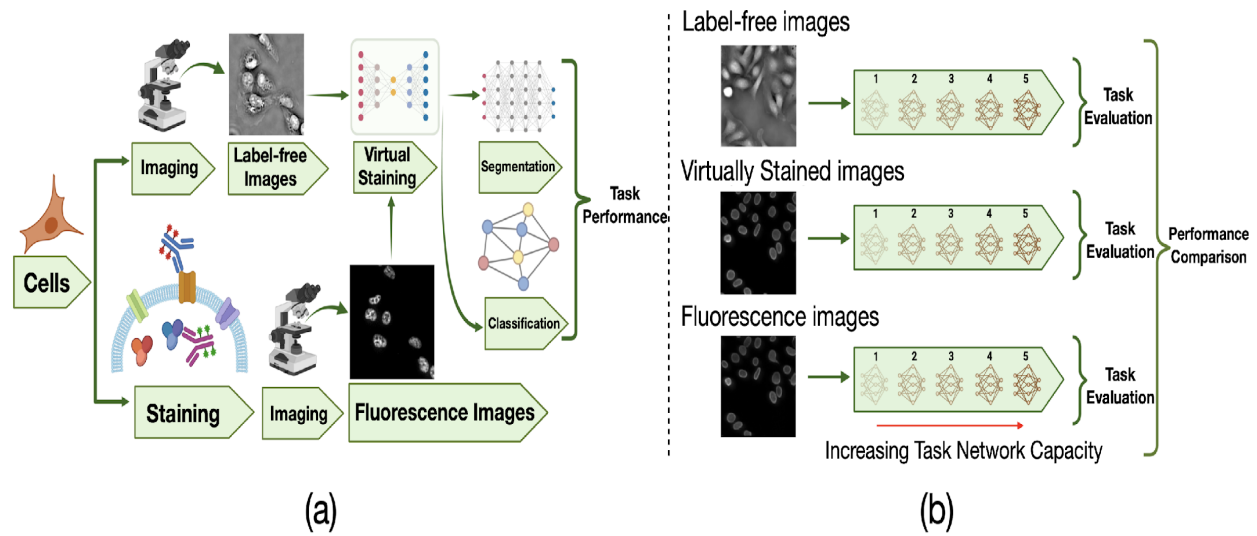 Imaging
Label-free
Images
Virtual
Staining
Segmentation
Task
Performance
Cells
Classification
Staining
Imaging
Fluorescence Images
(a)
Label-free images
1 2 3 4 5
Task
Evaluation
Virtually Stained images
1 2 3 4 5
Task
Evaluation
Performance
Comparison
Fluorescence images
1 2 3 4 5
Task
Evaluation
Increasing Task Network Capacity
(b)